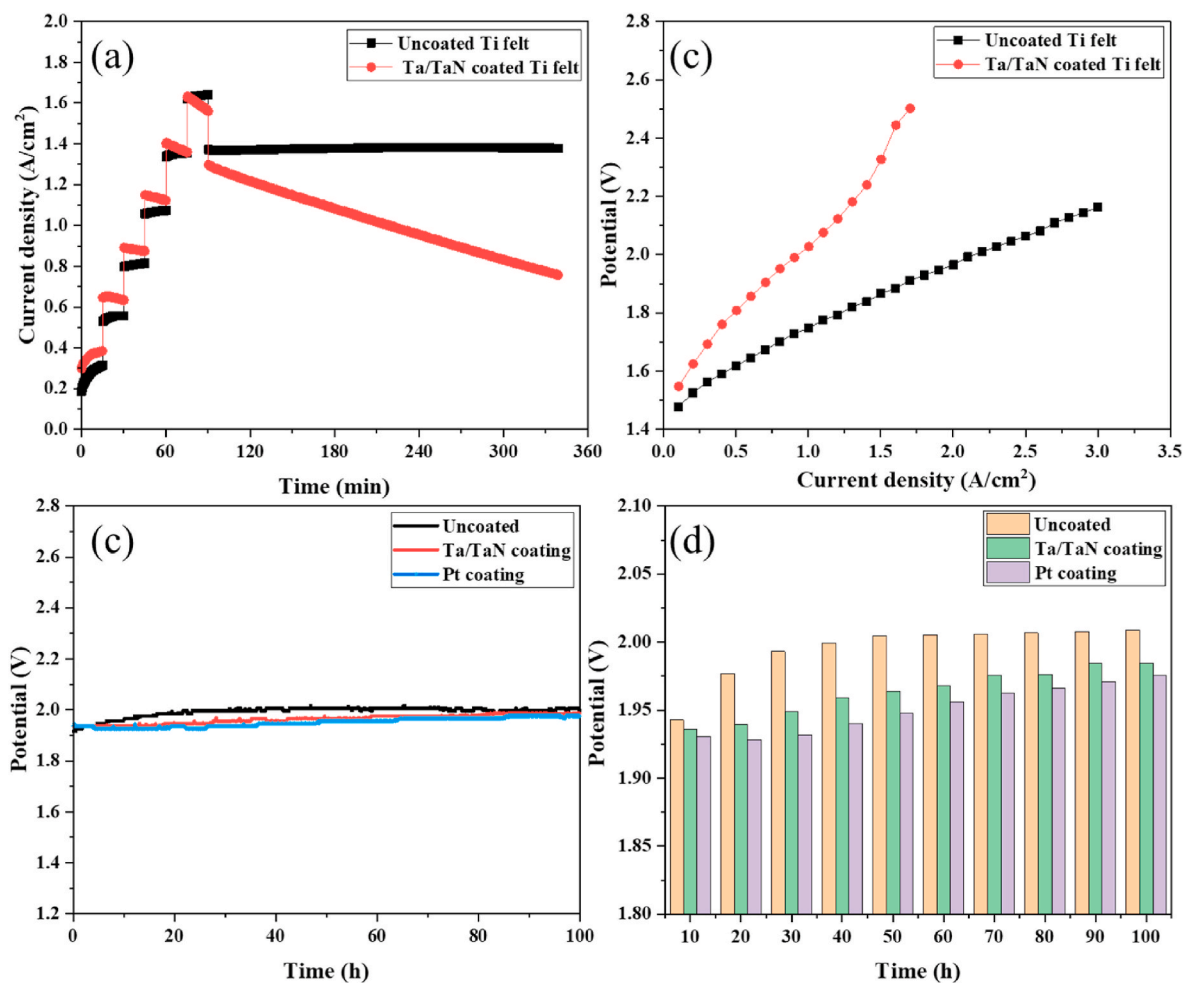 (a)
Uncoated Ti felt
Ta/TaN coated Ti felt
Current density (A/cm²)
2.0
1.8
1.6
1.4
1.2
1.0
0.8
0.6
0.4
0.2
0.0
0 60 120 180 240 300 360
Time (min)
(c)
Uncoated Ti felt
Ta/TaN coated Ti felt
Potential (V)
2.8
2.6
2.4
2.2
2.0
1.8
1.6
1.4
0.0 0.5 1.0 1.5 2.0 2.5 3.0 3.5
Current density (A/cm²)
(c)
Uncoated
Ta/TaN coating
Pt coating
Potential (V)
2.8
2.6
2.4
2.2
2.0
1.8
1.6
1.4
1.2
0 20 40 60 80 100
Time (h)
(d)
Uncoated
Ta/TaN coating
Pt coating
Potential (V)
2.10
2.05
2.00
1.95
1.90
1.85
1.80
10 20 30 40 50 60 70 80 90 100
Time (h)